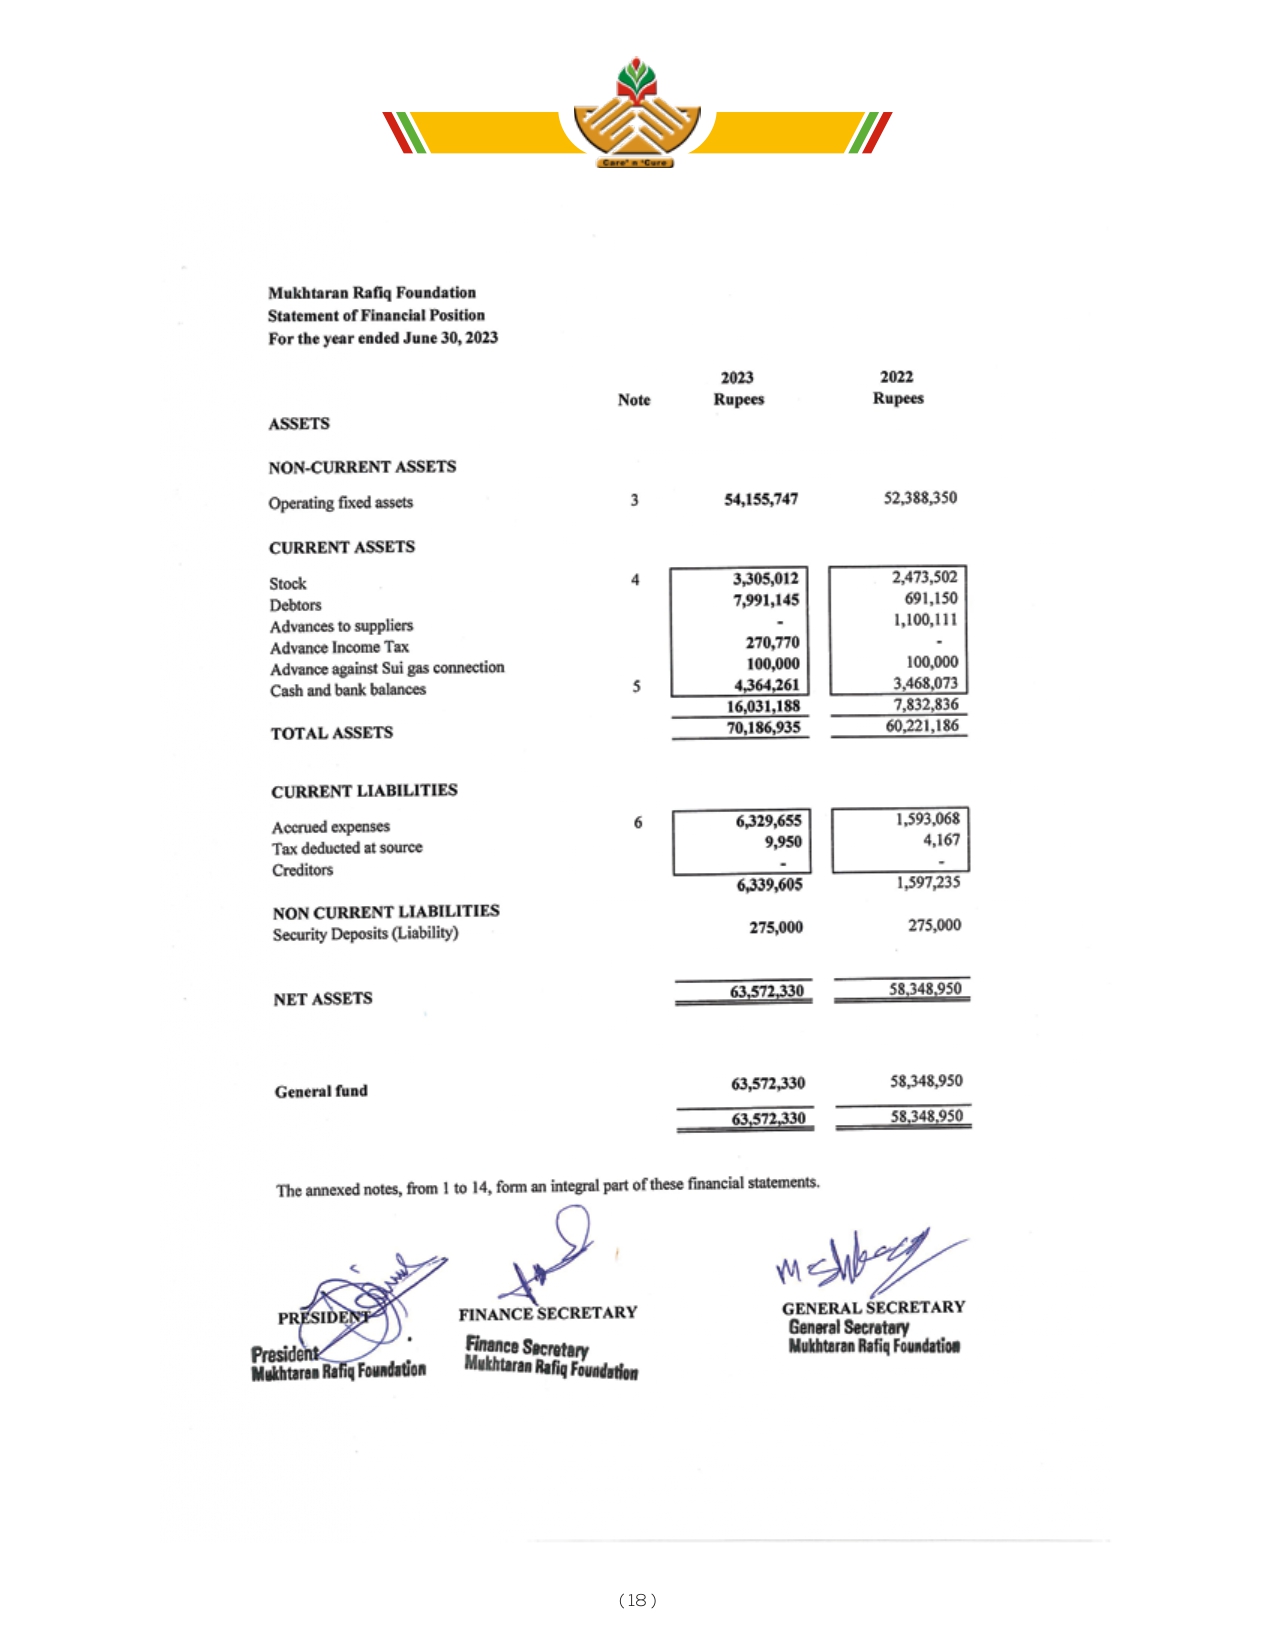 Care' n 'Cure
Mukhtaran Rafiq Foundation
Statement of Financial Position
For the year ended June 30, 2023
2023 2022
Note Rupees Rupees
ASSETS
NON-CURRENT ASSETS
Operating fixed assets 3 54,155,747 52,388,350
CURRENT ASSETS
Stock 4 3,305,012 2,473,502
Debtors 7,991,145 691,150
Advances to suppliers - 1,100,111
Advance Income Tax 270,770 -
Advance against Sui gas connection 100,000 100,000
Cash and bank balances 5 4,364,261 3,468,073
16,031,188 7,832,836
TOTAL ASSETS 70,186,935 60,221,186
CURRENT LIABILITIES
Accrued expenses 6 6,329,655 1,593,068
Tax deducted at source 9,950 4,167
Creditors - -
6,339,605 1,597,235
NON CURRENT LIABILITIES
Security Deposits (Liability) 275,000 275,000
NET ASSETS 63,572,330 58,348,950
General fund 63,572,330 58,348,950
63,572,330 58,348,950
The annexed notes, from 1 to 14, form an integral part of these financial statements.
PRESIDENT FINANCE SECRETARY GENERAL SECRETARY
President Finance Secretary General Secretary
Mukhtaran Rafiq Foundation Mukhtaran Rafiq Foundation Mukhtaran Rafiq Foundation
(18)